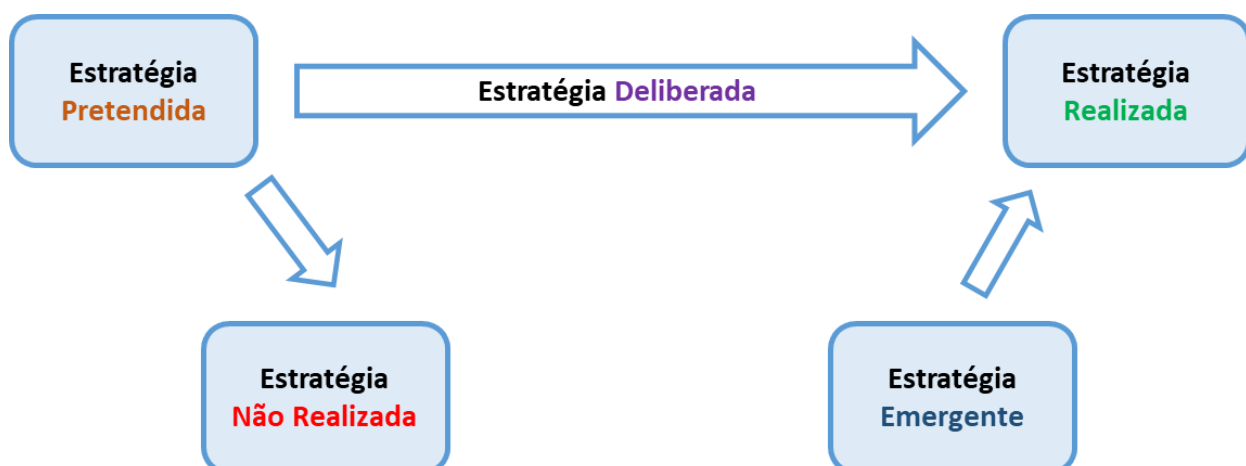 Estratégia
Pretendida
Estratégia Deliberada
Estratégia
Realizada
Estratégia
Não Realizada
Estratégia
Emergente